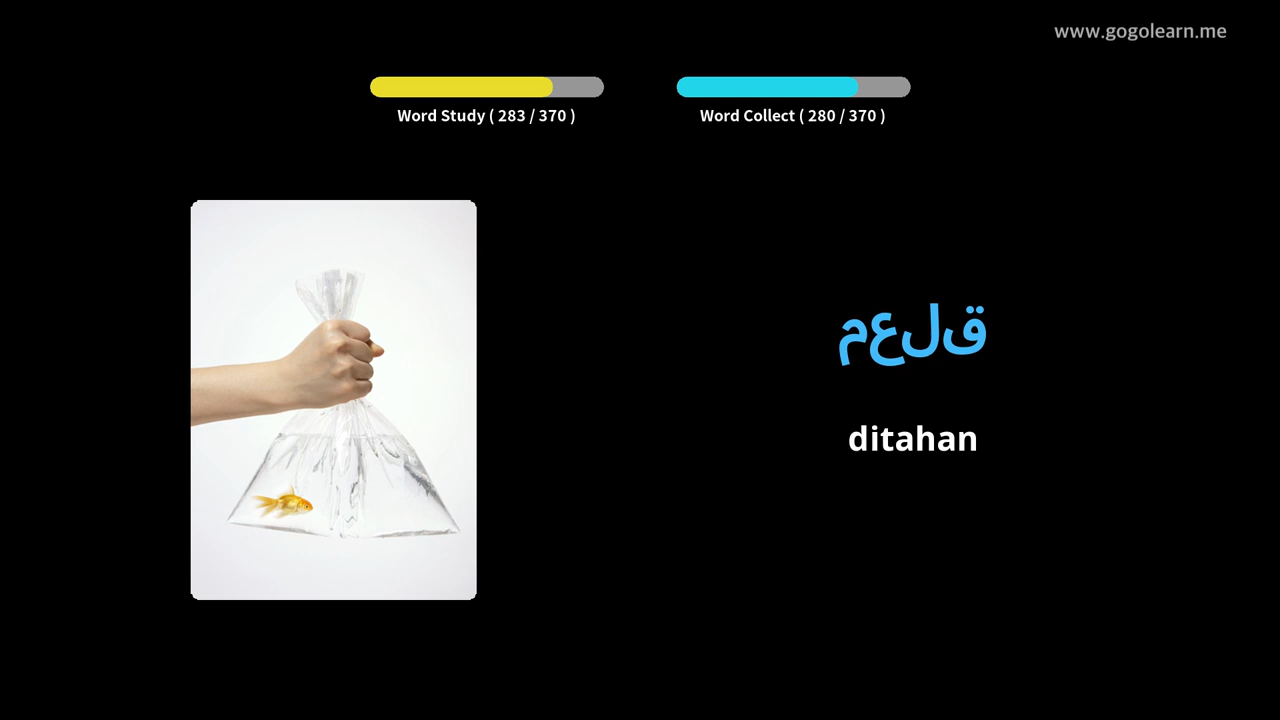 www.gogolearn.me
Word Study ( 283 / 370 )
Word Collect ( 280 / 370 )
معلق
ditahan